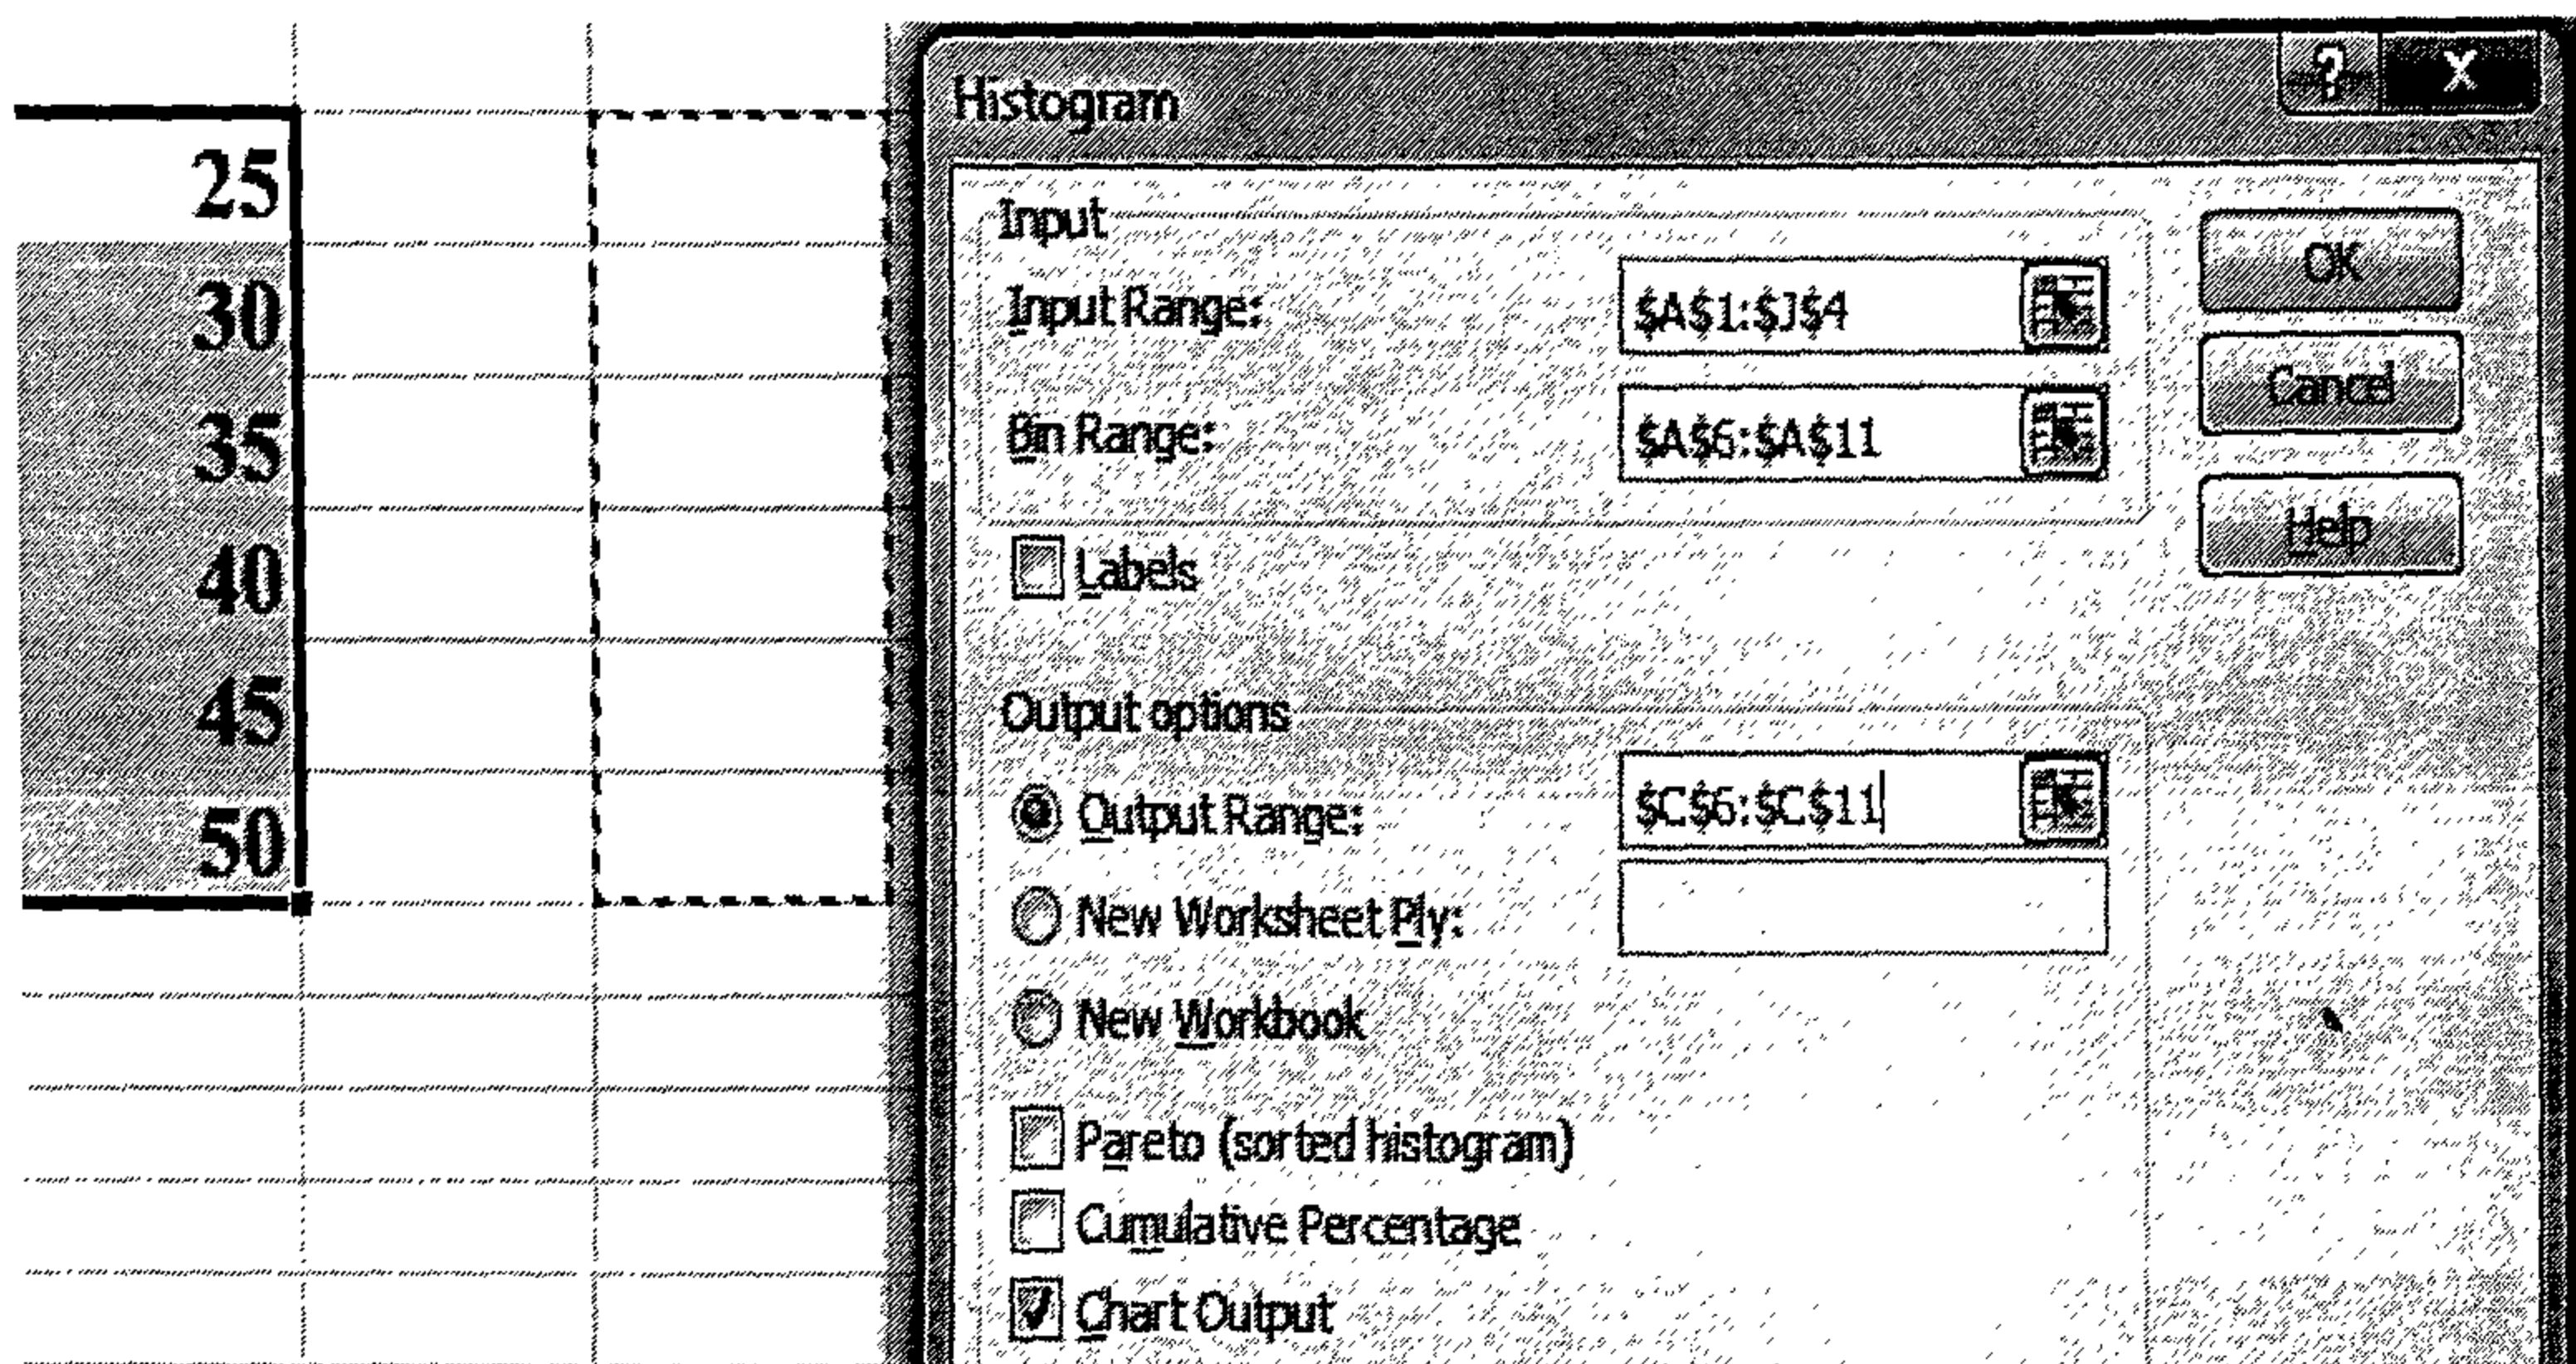 25
30
35
40
45
50
Histogram
? X
Input
Input Range: $A$1:$J$4
Bin Range: $A$6:$A$11
Labels
OK
Cancel
Help
Output options
Output Range: $C$6:$C$11
New Worksheet Ply:
New Workbook
Pareto (sorted histogram)
Cumulative Percentage
Chart Output